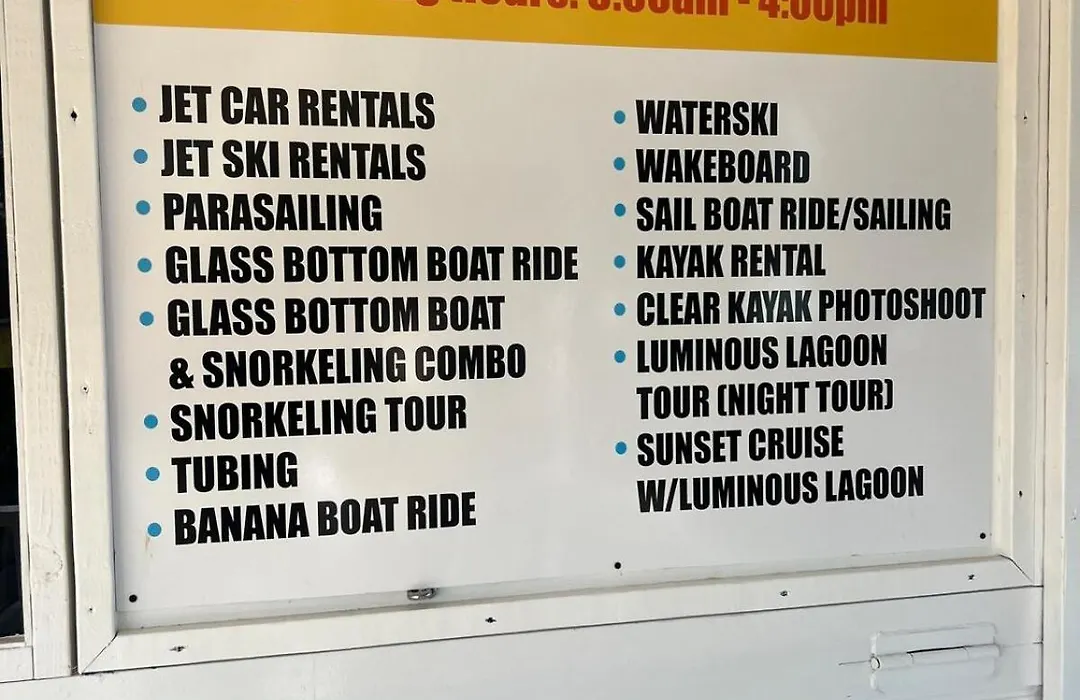 - 4:00pm
• JET CAR RENTALS
• JET SKI RENTALS
• PARASAILING
• GLASS BOTTOM BOAT RIDE
• GLASS BOTTOM BOAT
& SNORKELING COMBO
• SNORKELING TOUR
• TUBING
• BANANA BOAT RIDE
• WATERSKI
• WAKEBOARD
• SAIL BOAT RIDE/SAILING
• KAYAK RENTAL
• CLEAR KAYAK PHOTOSHOOT
• LUMINOUS LAGOON
TOUR (NIGHT TOUR)
• SUNSET CRUISE
W/LUMINOUS LAGOON